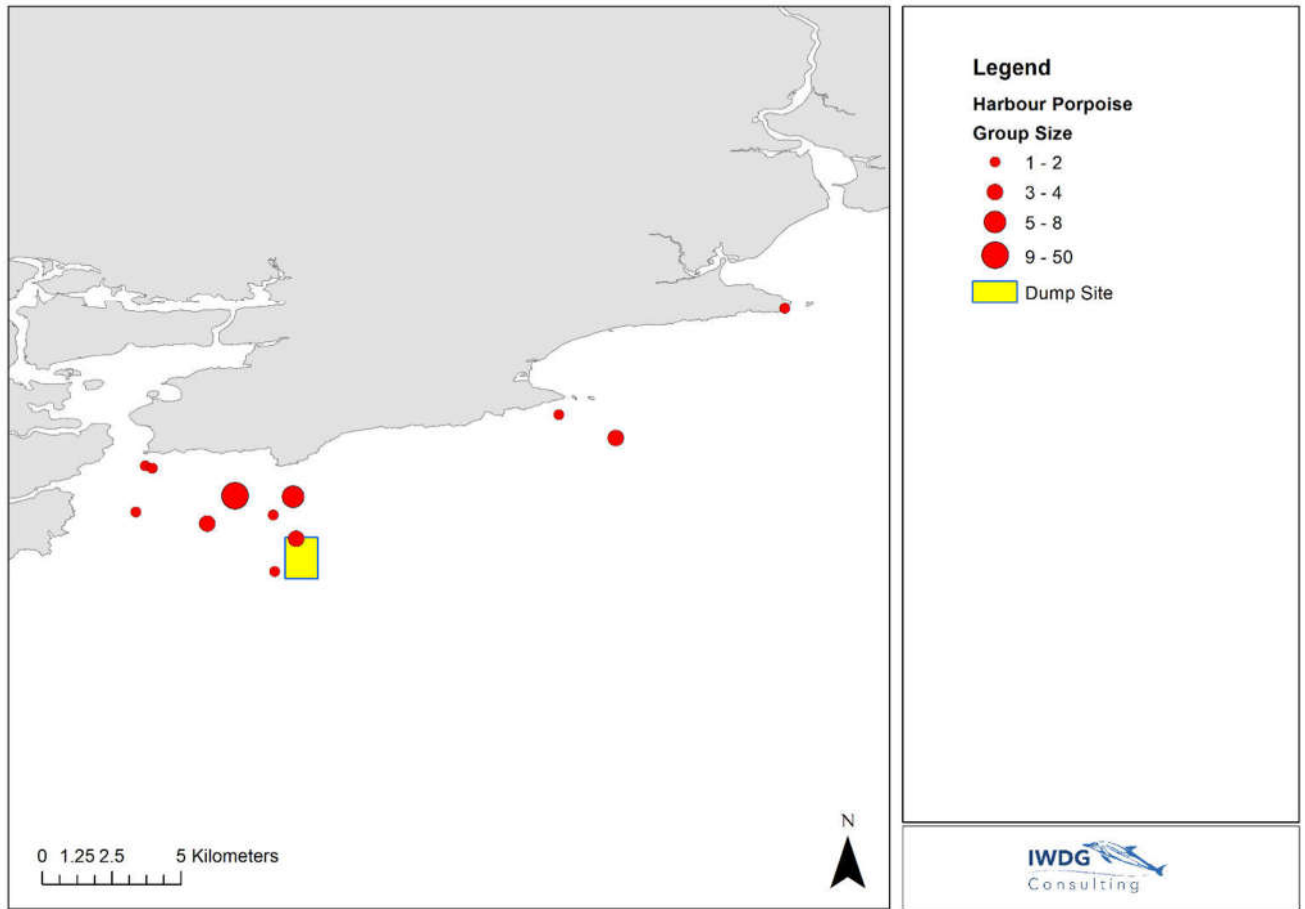 Legend
Harbour Porpoise
Group Size
1 - 2
3 - 4
5 - 8
9 - 50
Dump Site
N
0 1.25 2.5 5 Kilometers
IWDG
Consulting